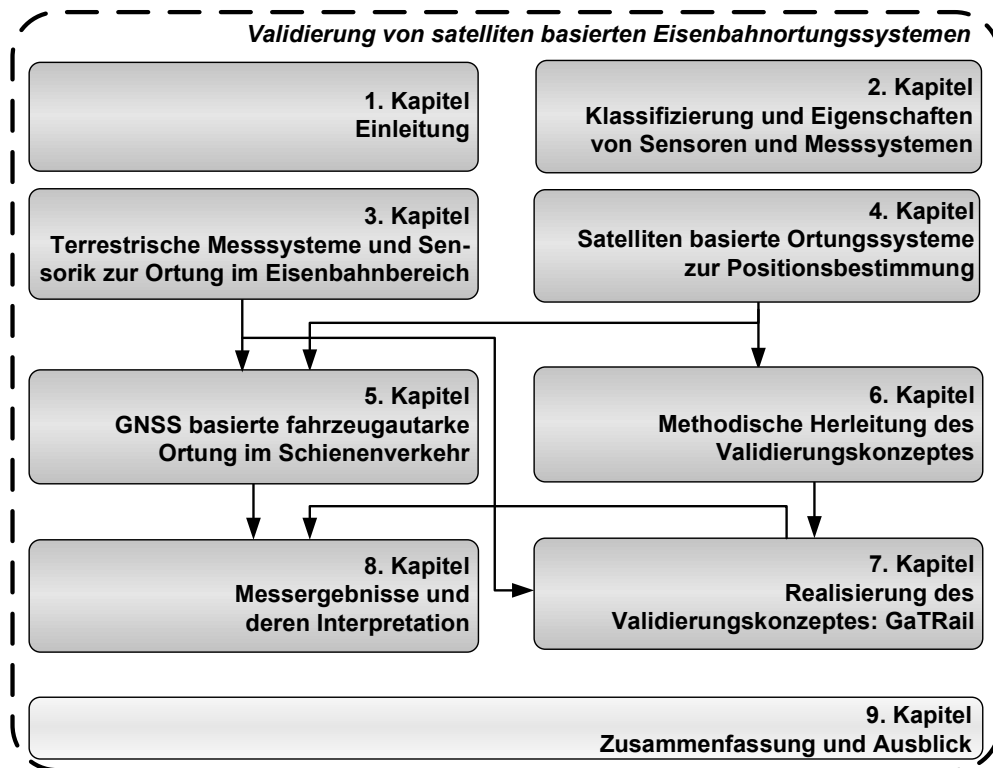 Validierung von satelliten basierten Eisenbahnortungssystemen
1. Kapitel
Einleitung
2. Kapitel
Klassifizierung und Eigenschaften
von Sensoren und Messsystemen
3. Kapitel
Terrestrische Messsysteme und Sen-
sorik zur Ortung im Eisenbahnbereich
4. Kapitel
Satelliten basierte Ortungssysteme
zur Positionsbestimmung
5. Kapitel
GNSS basierte fahrzeugautarke
Ortung im Schienenverkehr
6. Kapitel
Methodische Herleitung des
Validierungskonzeptes
8. Kapitel
Messergebnisse und
deren Interpretation
7. Kapitel
Realisierung des
Validierungskonzeptes: GaTRail
9. Kapitel
Zusammenfassung und Ausblick